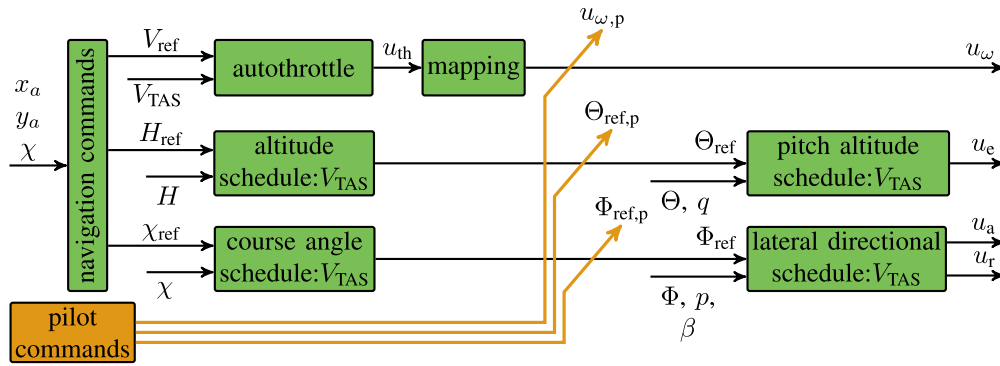 x_a
y_a
χ
navigation commands
V_ref
V_TAS
autothrottle
u_th
mapping
u_ω,p
u_ω
H_ref
H
altitude
schedule:V_TAS
Θ_ref,p
Θ_ref
Θ, q
pitch altitude
schedule:V_TAS
u_e
χ_ref
χ
course angle
schedule:V_TAS
Φ_ref,p
Φ_ref
Φ, p,
β
lateral directional
schedule:V_TAS
u_a
u_r
pilot
commands